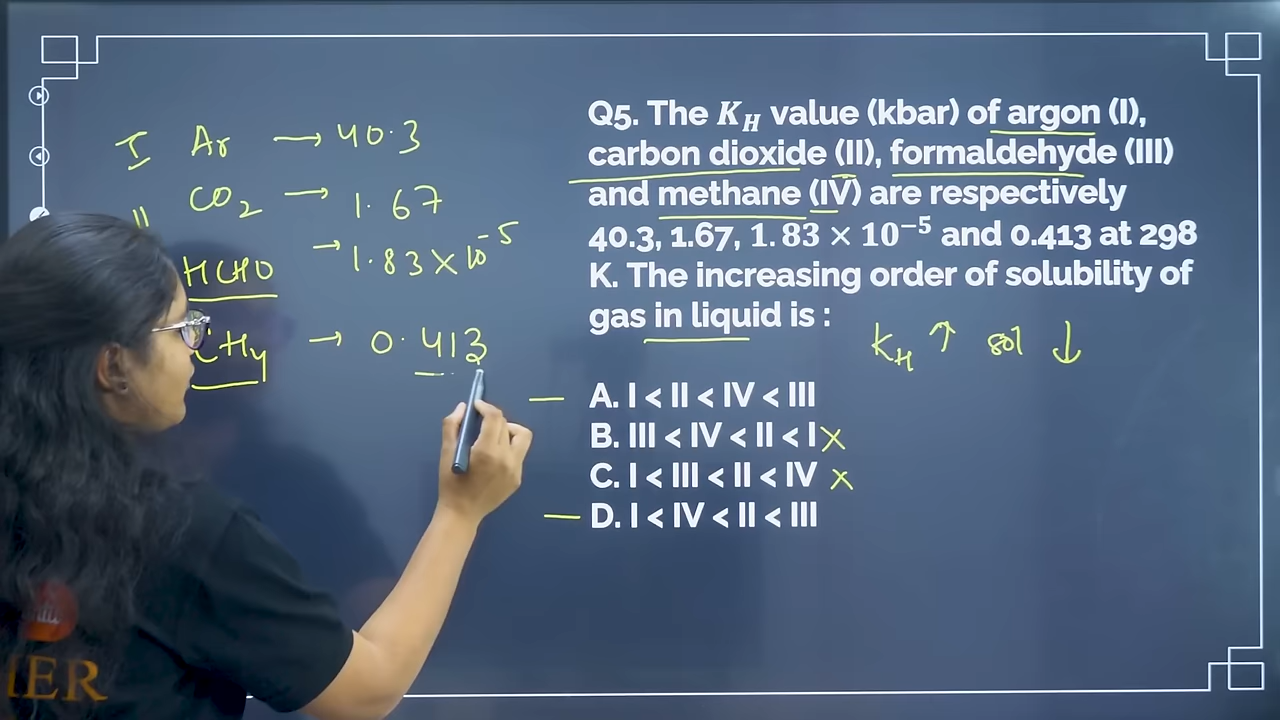 Q5. The K_H value (kbar) of argon (I),
carbon dioxide (II), formaldehyde (III)
and methane (IV) are respectively
40.3, 1.67, 1.83 × 10⁻⁵ and 0.413 at 298
K. The increasing order of solubility of
gas in liquid is :
A. I < II < IV < III
B. III < IV < II < I ×
C. I < III < II < IV ×
D. I < IV < II < III
K_H ↑ sol ↓
I Ar → 40.3
II CO₂ → 1.67
HCHO → 1.83 × 10⁻⁵
CH₄ → 0.413
IER